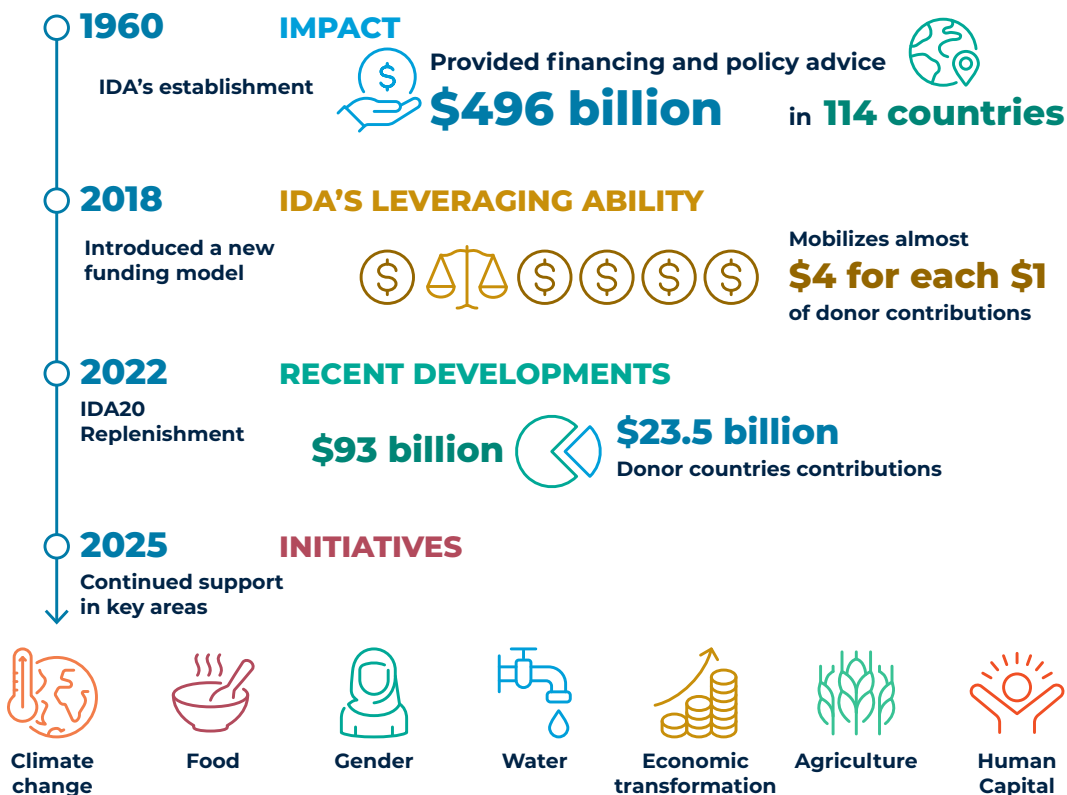 1960
IMPACT
IDA’s establishment
$
Provided financing and policy advice
$496 billion
in 114 countries
2018
IDA’S LEVERAGING ABILITY
Introduced a new
funding model
$ $ $ $ $
Mobilizes almost
$4 for each $1
of donor contributions
2022
RECENT DEVELOPMENTS
IDA20
Replenishment
$93 billion
$23.5 billion
Donor countries contributions
2025
INITIATIVES
Continued support
in key areas
Climate
change
Food
Gender
Water
Economic
transformation
Agriculture
Human
Capital